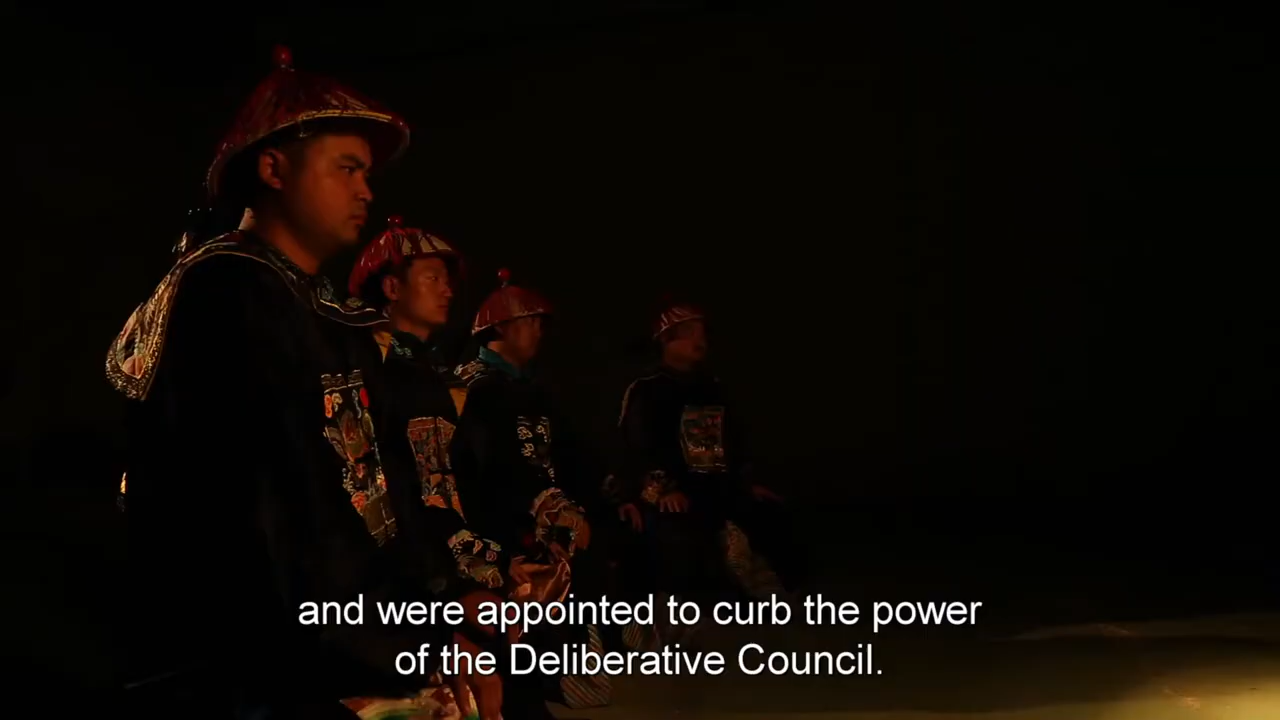 and were appointed to curb the power
of the Deliberative Council.